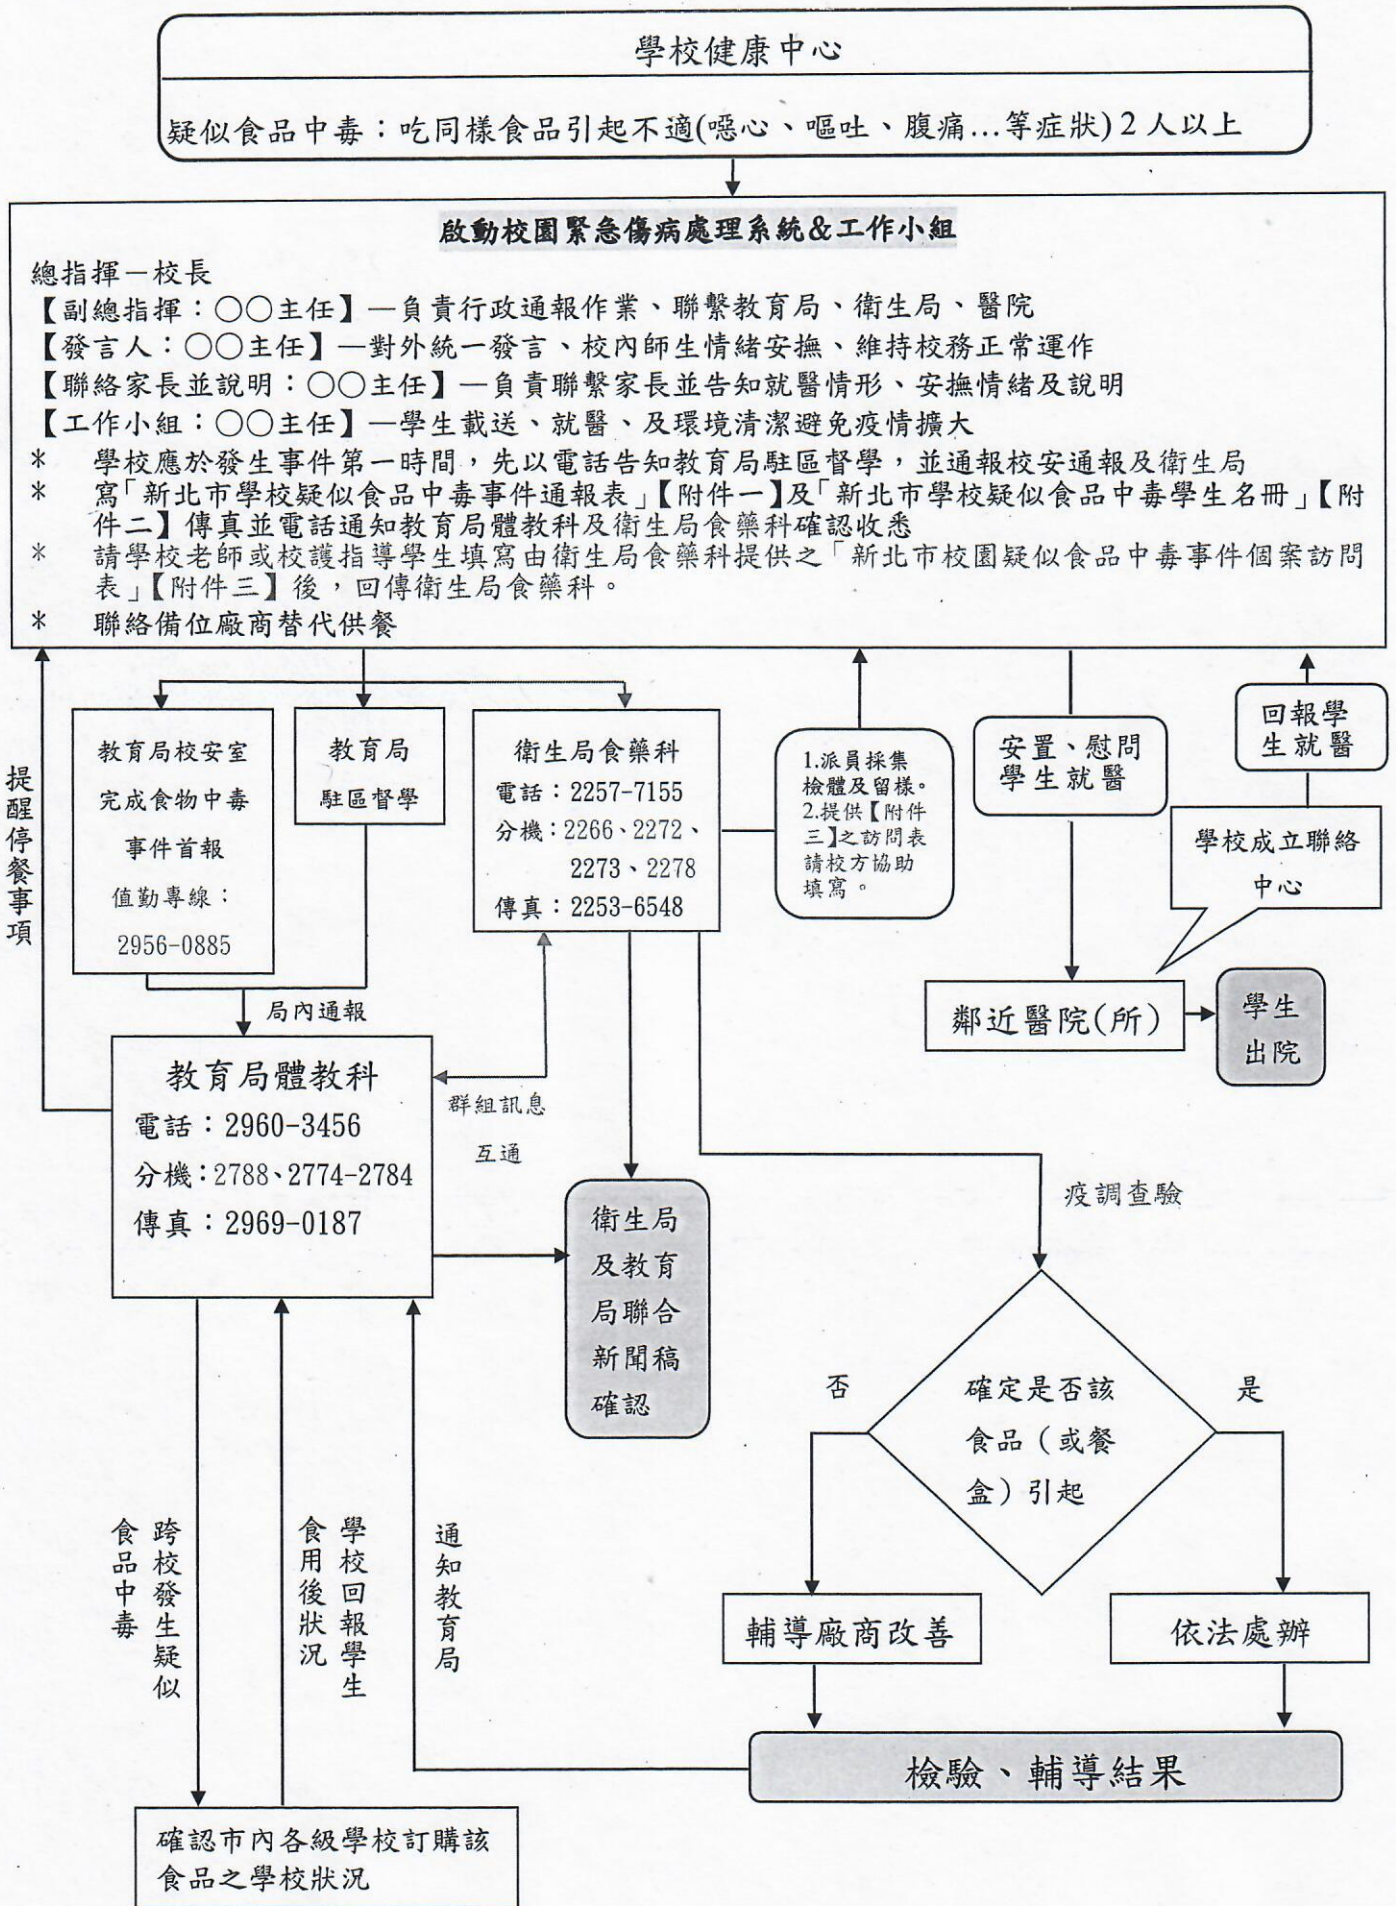 學校健康中心
疑似食品中毒：吃同樣食品引起不適(噁心、嘔吐、腹痛...等症狀)2人以上
啟動校園緊急傷病處理系統&工作小組
總指揮－校長
【副總指揮：○○主任】—負責行政通報作業、聯繫教育局、衛生局、醫院
【發言人：○○主任】—對外統一發言、校內師生情緒安撫、維持校務正常運作
【聯絡家長並說明：○○主任】—負責聯繫家長並告知就醫情形、安撫情緒及說明
【工作小組：○○主任】—學生載送、就醫、及環境清潔避免疫情擴大
* 學校應於發生事件第一時間，先以電話告知教育局駐區督學，並通報校安通報及衛生局
* 寫「新北市學校疑似食品中毒事件通報表」【附件一】及「新北市學校疑似食品中毒學生名冊」【附
件二】傳真並電話通知教育局體教科及衛生局食藥科確認收悉
* 請學校老師或校護指導學生填寫由衛生局食藥科提供之「新北市校園疑似食品中毒事件個案訪問
表」【附件三】後，回傳衛生局食藥科。
* 聯絡備位廠商替代供餐
提醒停餐事項
教育局校安室
完成食物中毒
事件首報
值勤專線：
2956-0885
教育局
駐區督學
衛生局食藥科
電話：2257-7155
分機：2266、2272、
2273、2278
傳真：2253-6548
1.派員採集
檢體及留樣。
2.提供【附件
三】之訪問表
請校方協助
填寫。
安置、慰問
學生就醫
回報學
生就醫
學校成立聯絡
中心
鄰近醫院(所)
學生
出院
局內通報
教育局體教科
電話：2960-3456
分機：2788、2774-2784
傳真：2969-0187
群組訊息
互通
衛生局
及教育
局聯合
新聞稿
確認
疫調查驗
確定是否該
食品（或餐
盒）引起
否
是
輔導廠商改善
依法處辦
檢驗、輔導結果
跨校發生疑似
食品中毒
學校回報學生
食用後狀況
通知教育局
確認市內各級學校訂購該
食品之學校狀況